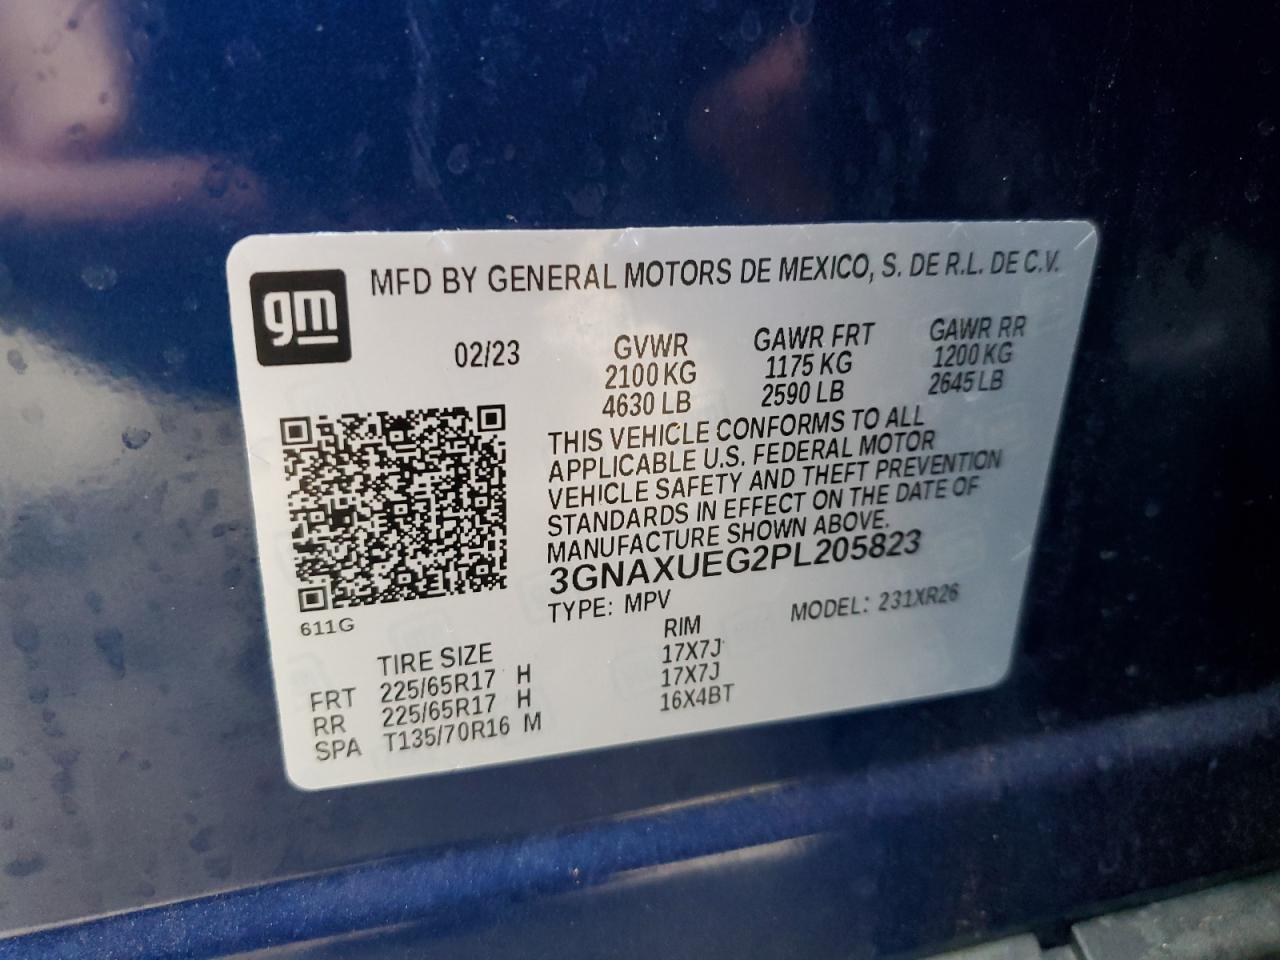 gm
MFD BY GENERAL MOTORS DE MEXICO, S. DE R.L. DE C.V.
02/23 GVWR GAWR FRT GAWR RR
2100 KG 1175 KG 1200 KG
4630 LB 2590 LB 2645 LB
THIS VEHICLE CONFORMS TO ALL
APPLICABLE U.S. FEDERAL MOTOR
VEHICLE SAFETY AND THEFT PREVENTION
STANDARDS IN EFFECT ON THE DATE OF
MANUFACTURE SHOWN ABOVE.
3GNAXUEG2PL205823
TYPE: MPV MODEL: 231XR26
611G
TIRE SIZE RIM
FRT 225/65R17 H 17X7J
RR 225/65R17 H 17X7J
SPA T135/70R16 M 16X4BT